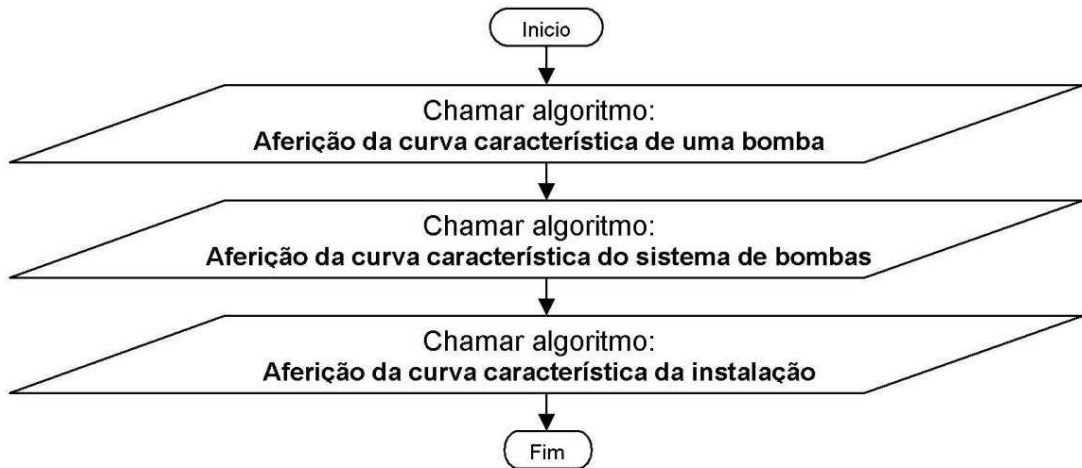 Inicio
Chamar algoritmo:
Aferição da curva característica de uma bomba
Chamar algoritmo:
Aferição da curva característica do sistema de bombas
Chamar algoritmo:
Aferição da curva característica da instalação
Fim